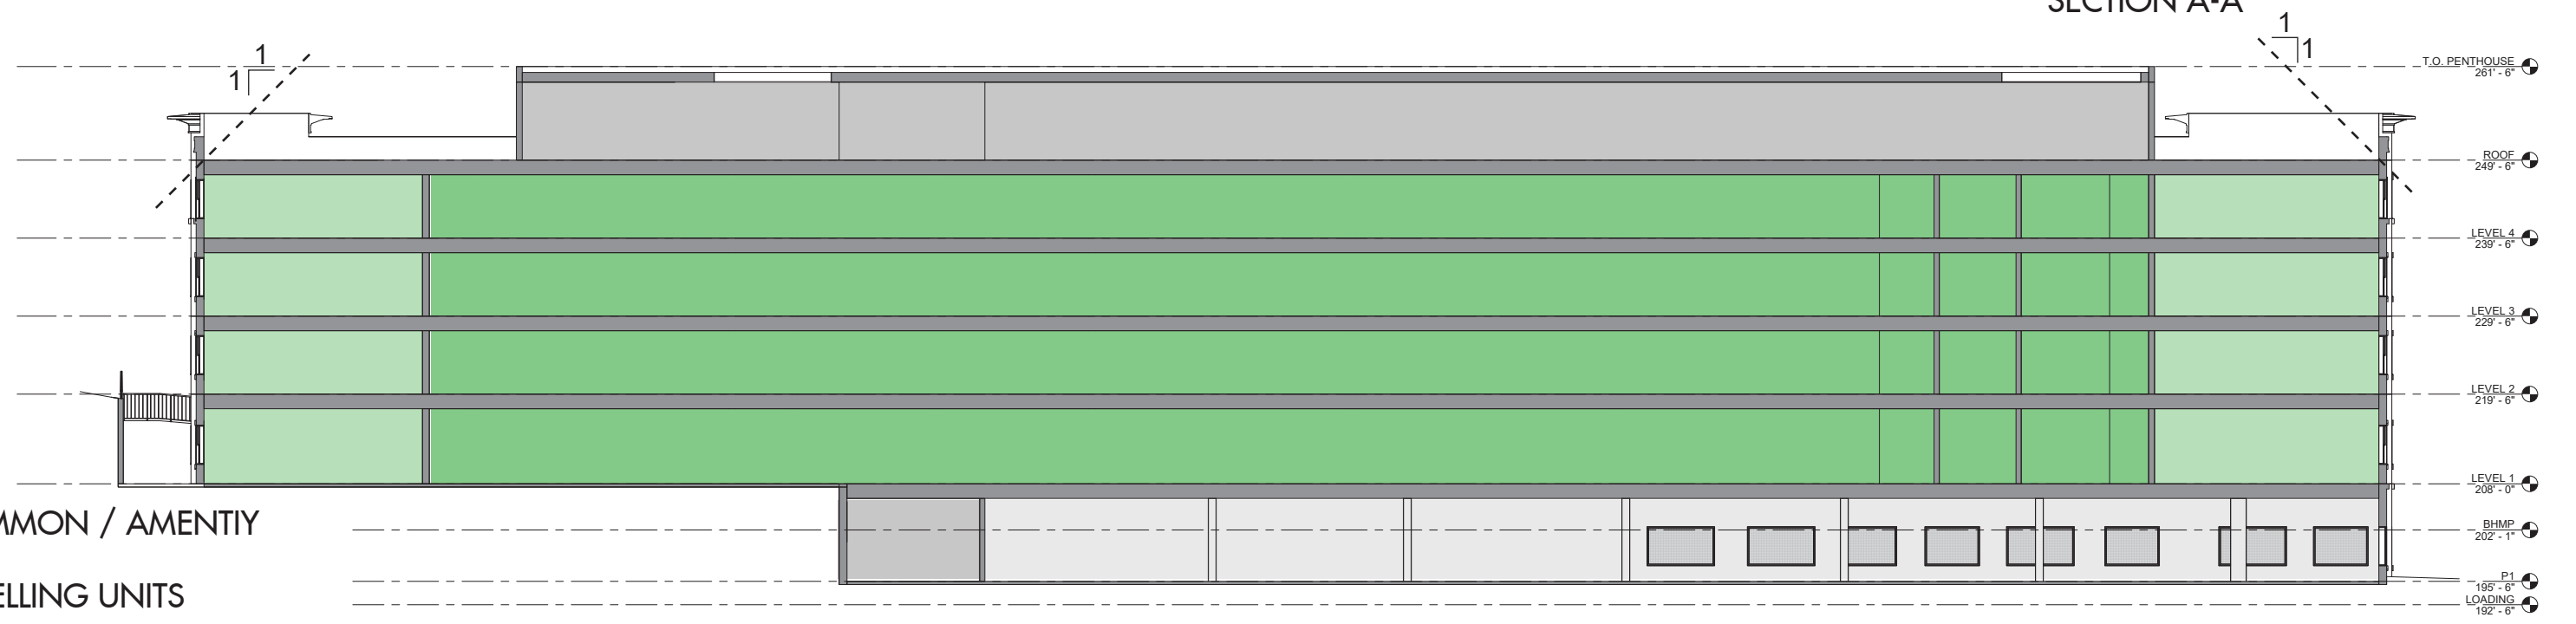 SECTION A-A
1
1
1
1
T.O. PENTHOUSE
261' - 6"
ROOF
249' - 6"
LEVEL 4
239' - 6"
LEVEL 3
229' - 6"
LEVEL 2
219' - 6"
LEVEL 1
208' - 0"
MMON / AMENTIY
BHMP
202' - 1"
ELLING UNITS
P1
195' - 6"
LOADING
192' - 6"